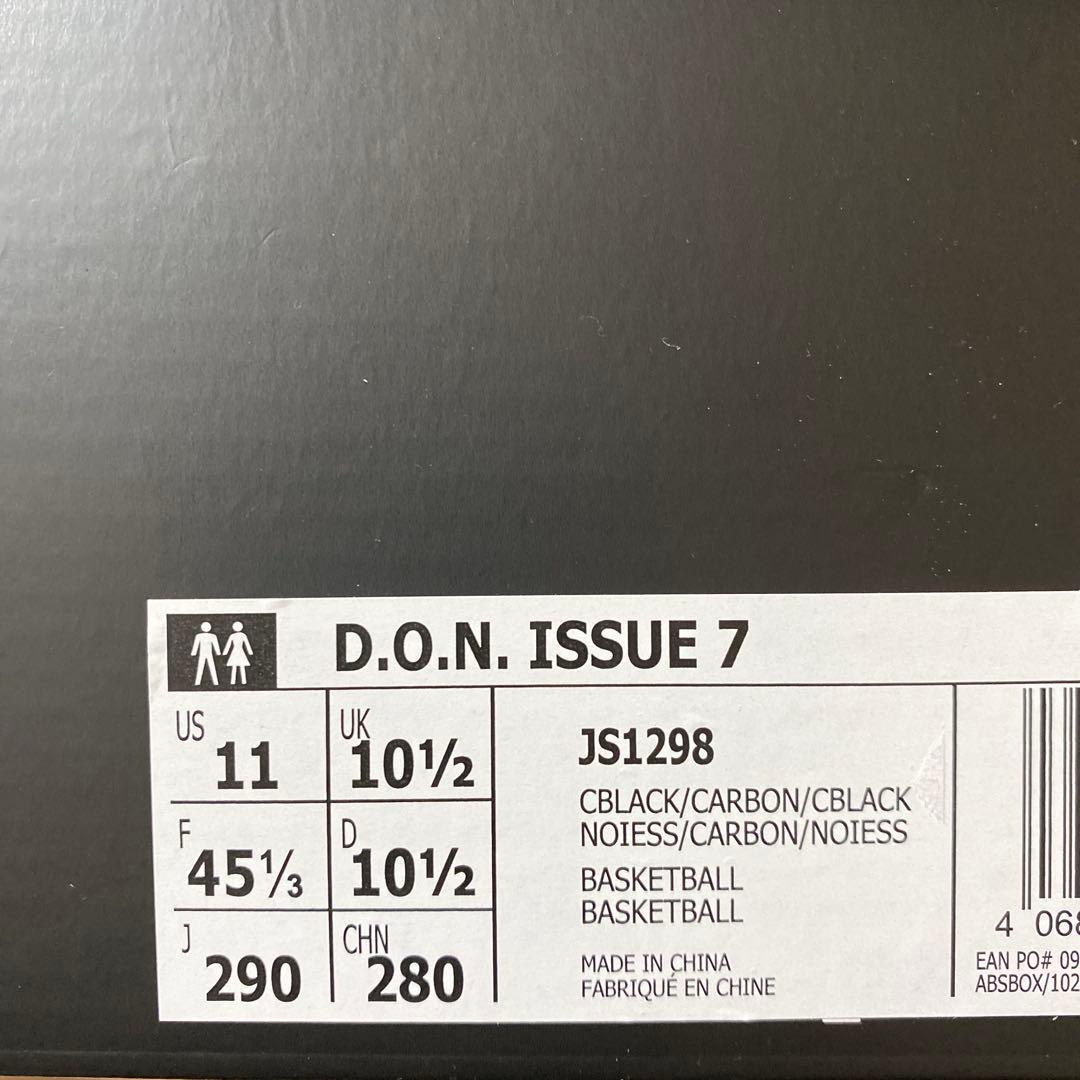 D.O.N. ISSUE 7
US 11
UK 10½
F 45⅓
D 10½
J 290
CHN 280
JS1298
CBLACK/CARBON/CBLACK
NOIESS/CARBON/NOIESS
BASKETBALL
BASKETBALL
MADE IN CHINA
FABRIQUÉ EN CHINE
4 068
EAN PO# 09
ABSBOX/102